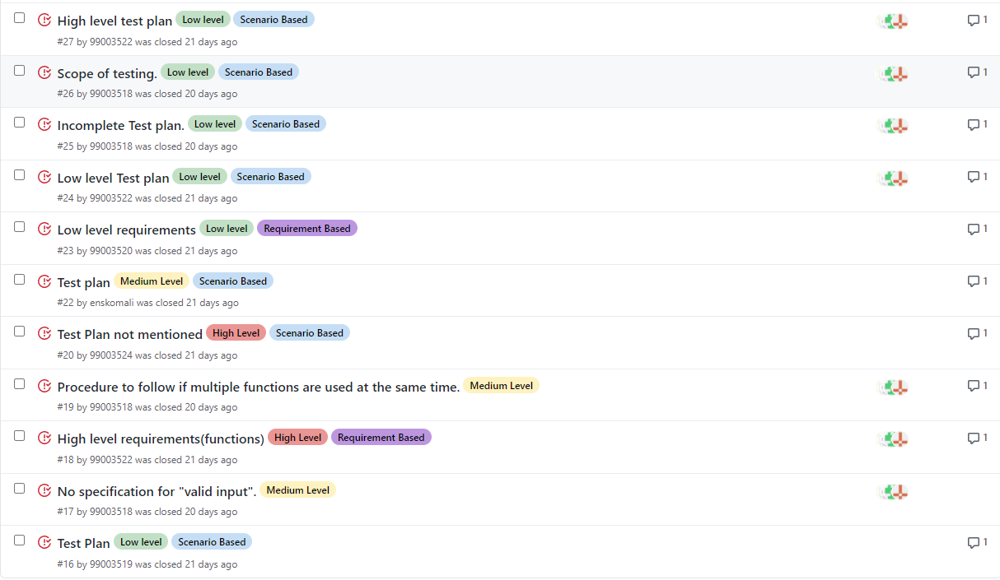 High level test plan Low level Scenario Based 1
#27 by 99003522 was closed 21 days ago
Scope of testing. Low level Scenario Based 1
#26 by 99003518 was closed 20 days ago
Incomplete Test plan. Low level Scenario Based 1
#25 by 99003518 was closed 20 days ago
Low level Test plan Low level Scenario Based 1
#24 by 99003522 was closed 21 days ago
Low level requirements Low level Requirement Based 1
#23 by 99003520 was closed 21 days ago
Test plan Medium Level Scenario Based 1
#22 by enskomali was closed 21 days ago
Test Plan not mentioned High Level Scenario Based 1
#20 by 99003524 was closed 21 days ago
Procedure to follow if multiple functions are used at the same time. Medium Level 1
#19 by 99003518 was closed 20 days ago
High level requirements(functions) High Level Requirement Based 1
#18 by 99003522 was closed 21 days ago
No specification for "valid input". Medium Level
#17 by 99003518 was closed 20 days ago
Test Plan Low level Scenario Based 1
#16 by 99003519 was closed 21 days ago